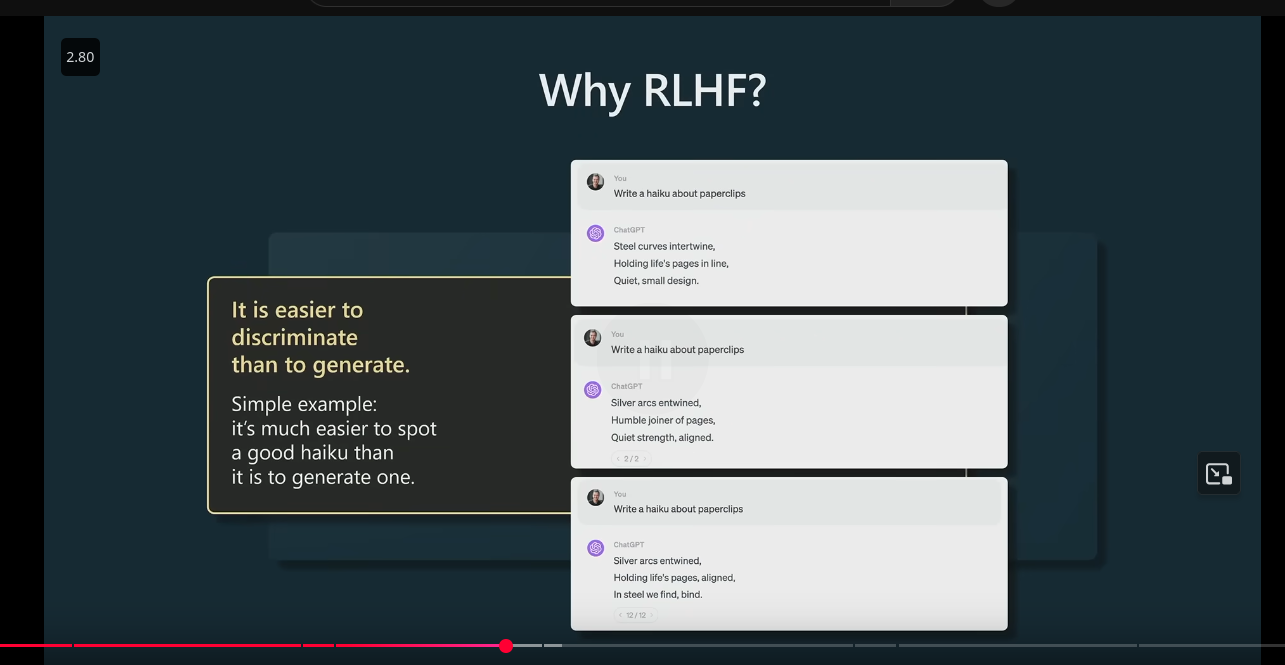 2.80
Why RLHF?
It is easier to
discriminate
than to generate.
Simple example:
it's much easier to spot
a good haiku than
it is to generate one.
You
Write a haiku about paperclips
ChatGPT
Steel curves intertwine,
Holding life's pages in line,
Quiet, small design.
You
Write a haiku about paperclips
ChatGPT
Silver arcs entwined,
Humble joiner of pages,
Quiet strength, aligned.
< 2 / 2 >
You
Write a haiku about paperclips
ChatGPT
Silver arcs entwined,
Holding life's pages, aligned,
In steel we find, bind.
< 12 / 12 >